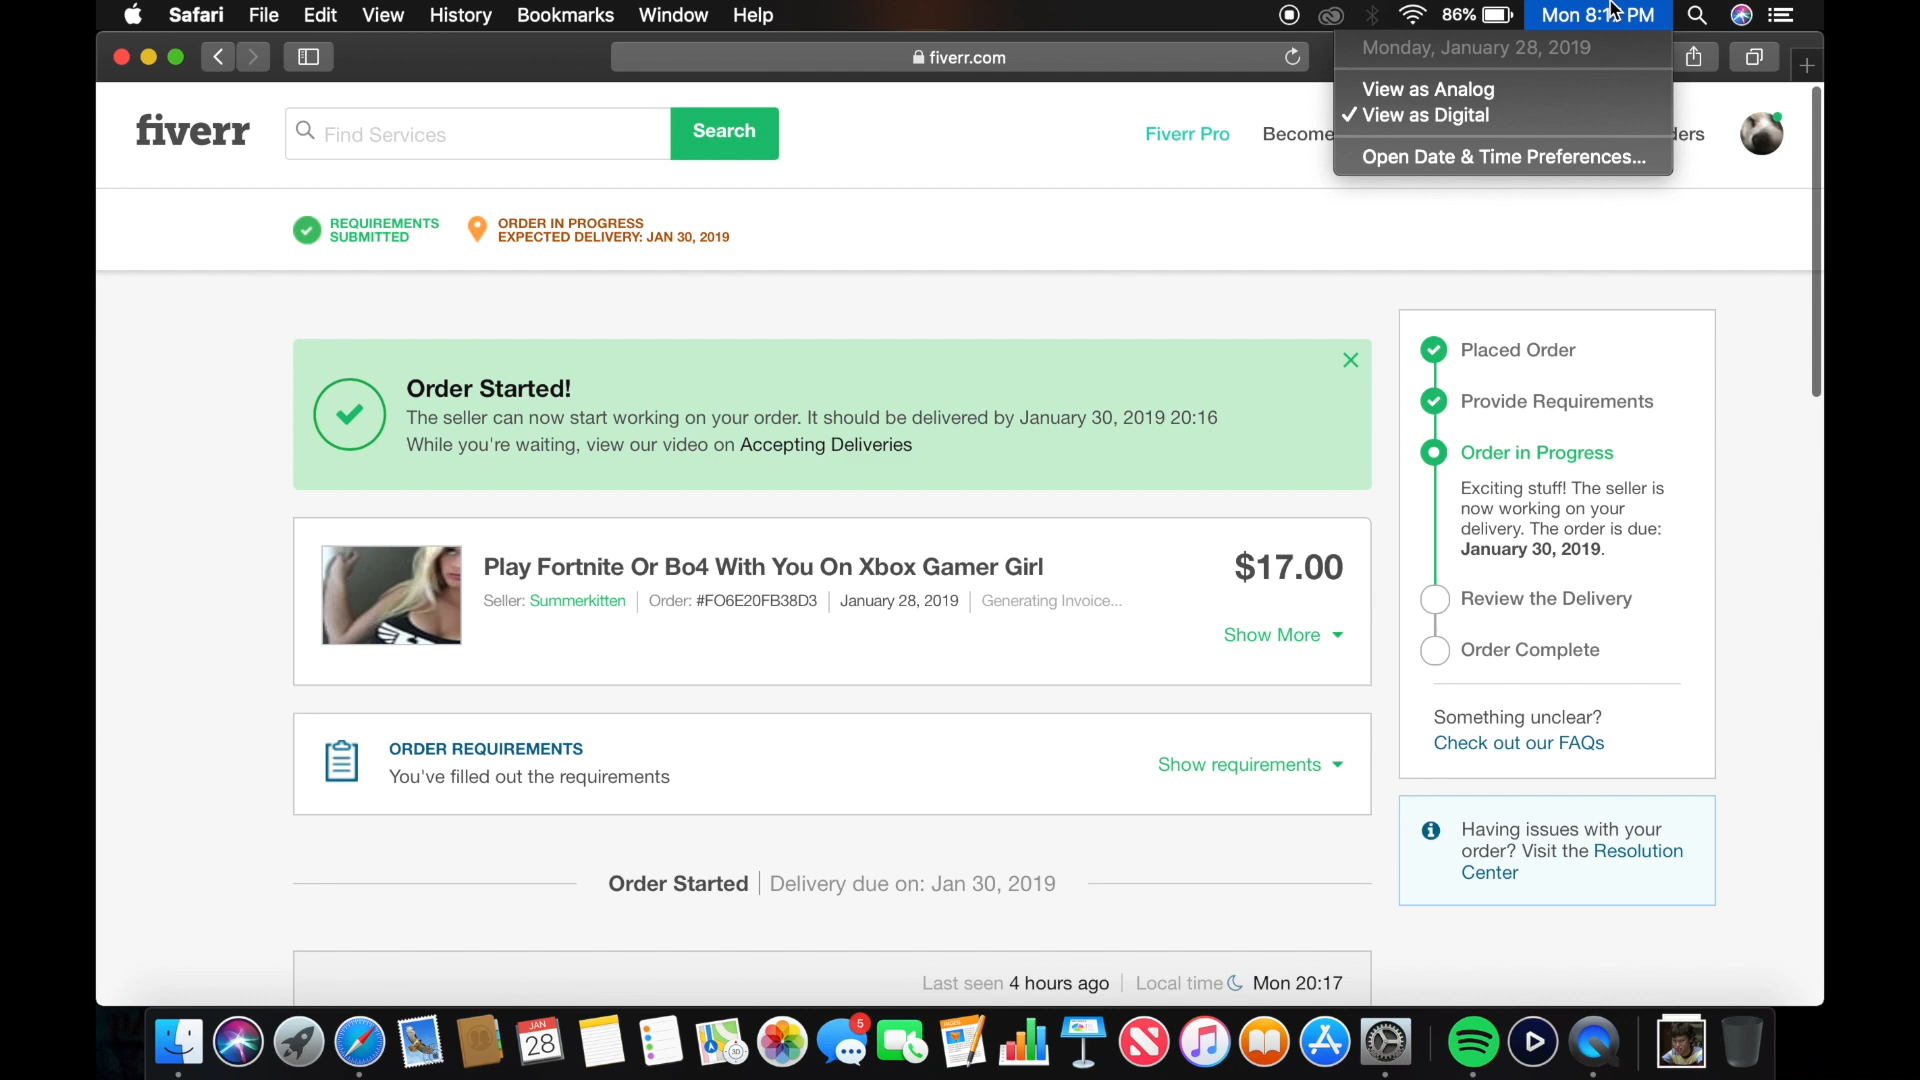 Safari File Edit View History Bookmarks Window Help
86%
Monday, January 28, 2019
View as Analog
✓ View as Digital
Open Date & Time Preferences...
fiverr.com
fiverr
Find Services
Search
Fiverr Pro
Become
ders
REQUIREMENTS
SUBMITTED
ORDER IN PROGRESS
EXPECTED DELIVERY: JAN 30, 2019
Order Started!
The seller can now start working on your order. It should be delivered by January 30, 2019 20:16
While you're waiting, view our video on Accepting Deliveries
Play Fortnite Or Bo4 With You On Xbox Gamer Girl
$17.00
Seller: Summerkitten | Order: #FO6E20FB38D3 | January 28, 2019 | Generating Invoice...
Show More
ORDER REQUIREMENTS
You've filled out the requirements
Show requirements
Order Started | Delivery due on: Jan 30, 2019
Last seen 4 hours ago | Local time Mon 20:17
Placed Order
Provide Requirements
Order in Progress
Exciting stuff! The seller is
now working on your
delivery. The order is due:
January 30, 2019.
Review the Delivery
Order Complete
Something unclear?
Check out our FAQs
Having issues with your
order? Visit the Resolution
Center
JAN
28
5
3D
PAGES